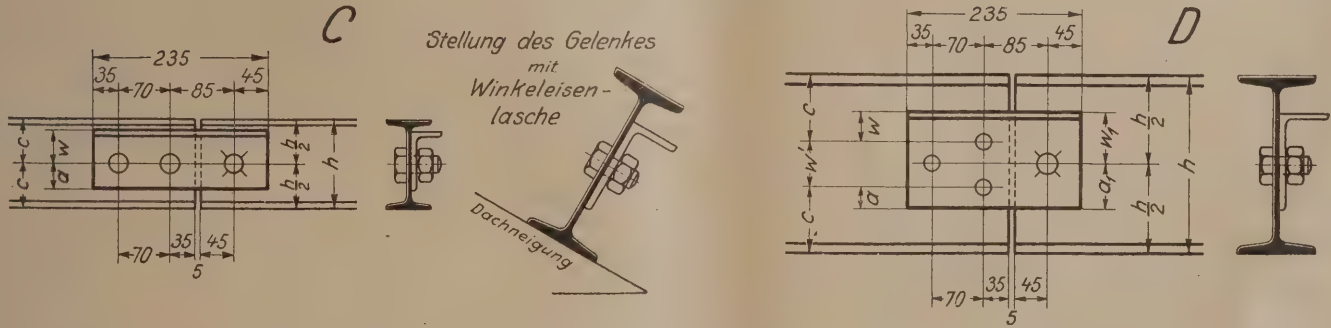 C
235
35 70 85 45
c w a c
h/2 h/2 h
70 35 45
5
Stellung des Gelenkes
mit
Winkeleisen-
lasche
Dachneigung
D
235
35 70 85 45
c w' c
w a
w₁ a₁
h/2 h/2 h
70 35 45
5